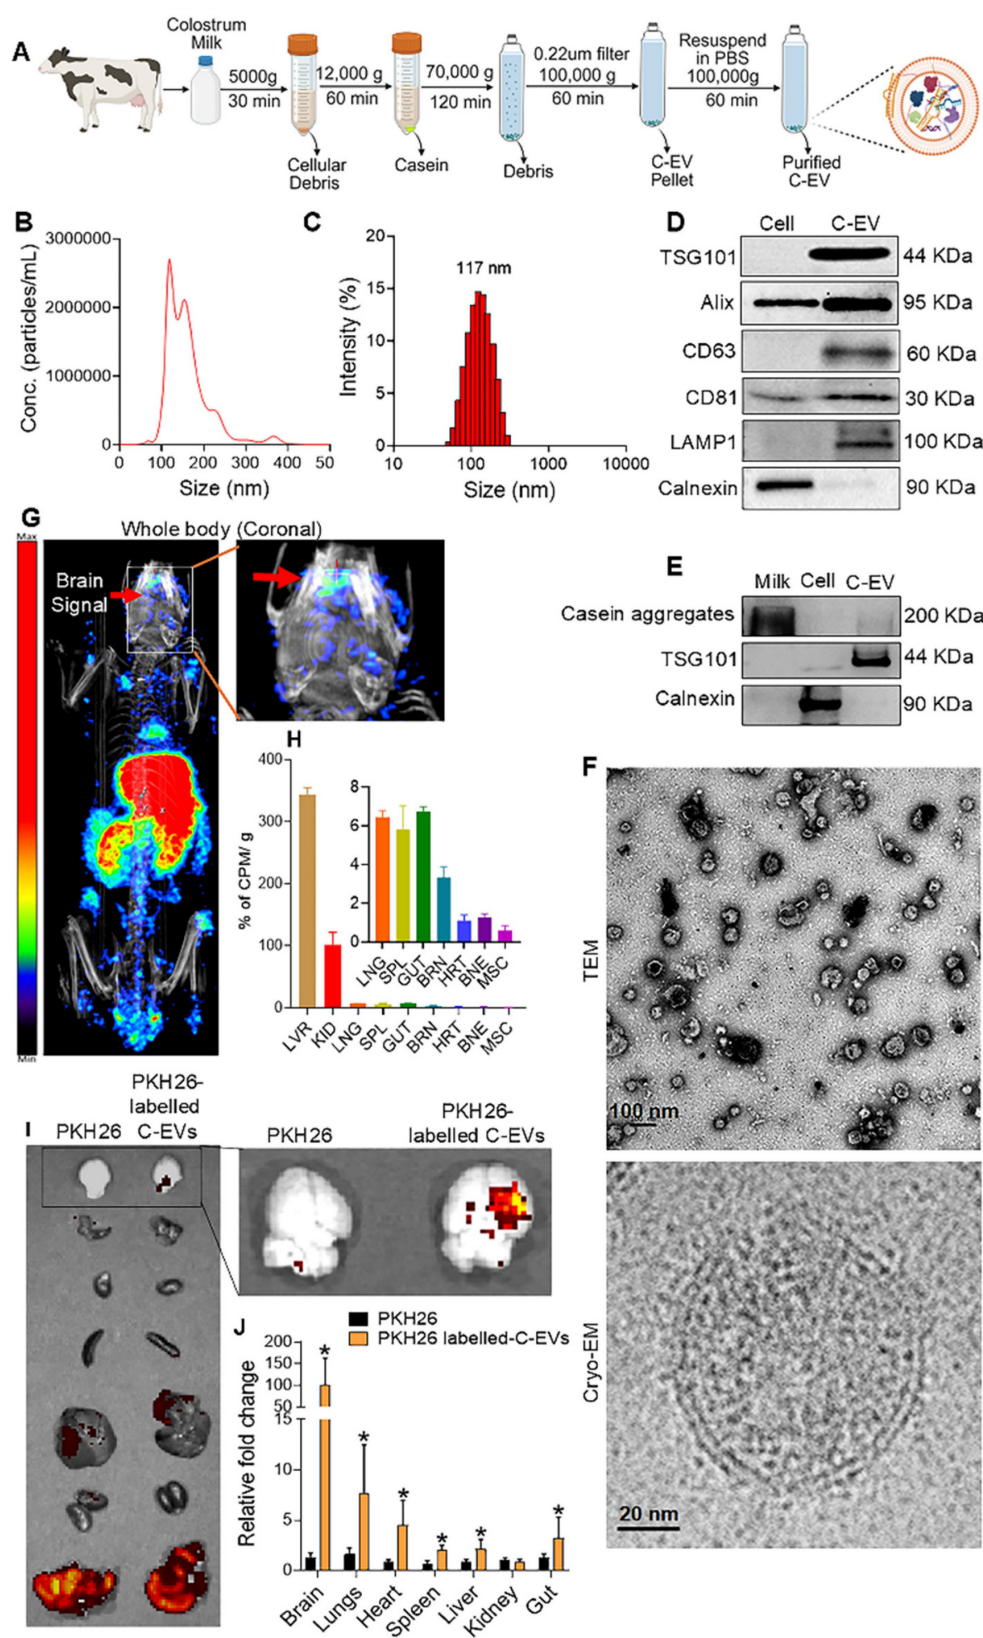 A
Colostrum
Milk
5000g
30 min
12,000 g
60 min
70,000 g
120 min
0.22um filter
100,000 g
60 min
Resuspend
in PBS
100,000g
60 min
Cellular
Debris
Casein
Debris
C-EV
Pellet
Purified
C-EV
B
Conc. (particles/mL)
3000000
2000000
1000000
0
0 100 200 300 400 50
Size (nm)
C
Intensity (%)
20
15
10
5
0
117 nm
10 100 1000 10000
Size (nm)
D
Cell C-EV
TSG101 44 KDa
Alix 95 KDa
CD63 60 KDa
CD81 30 KDa
LAMP1 100 KDa
Calnexin 90 KDa
E
Milk Cell C-EV
Casein aggregates 200 KDa
TSG101 44 KDa
Calnexin 90 KDa
F
TEM
100 nm
Cryo-EM
20 nm
G
Whole body (Coronal)
Max
Min
Brain
Signal
H
% of CPM/ g
400
300
200
100
0
LVR KID LNG SPL GUT BRN HRT BNE MSC
8
6
4
2
0
LNG SPL GUT BRN HRT BNE MSC
I
PKH26
PKH26-
labelled
C-EVs
PKH26
PKH26-
labelled C-EVs
J
PKH26
PKH26 labelled-C-EVs
Relative fold change
200
150
100
50
15
10
5
0
* * * * * *
Brain Lungs Heart Spleen Liver Kidney Gut